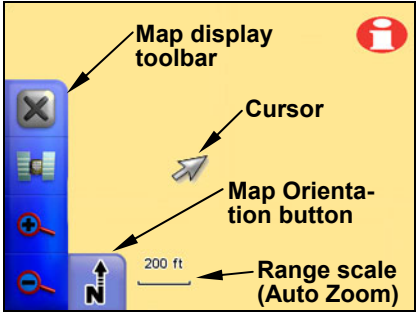 Map display
toolbar
i
Cursor
Map Orienta-
tion button
200 ft
N
Range scale
(Auto Zoom)